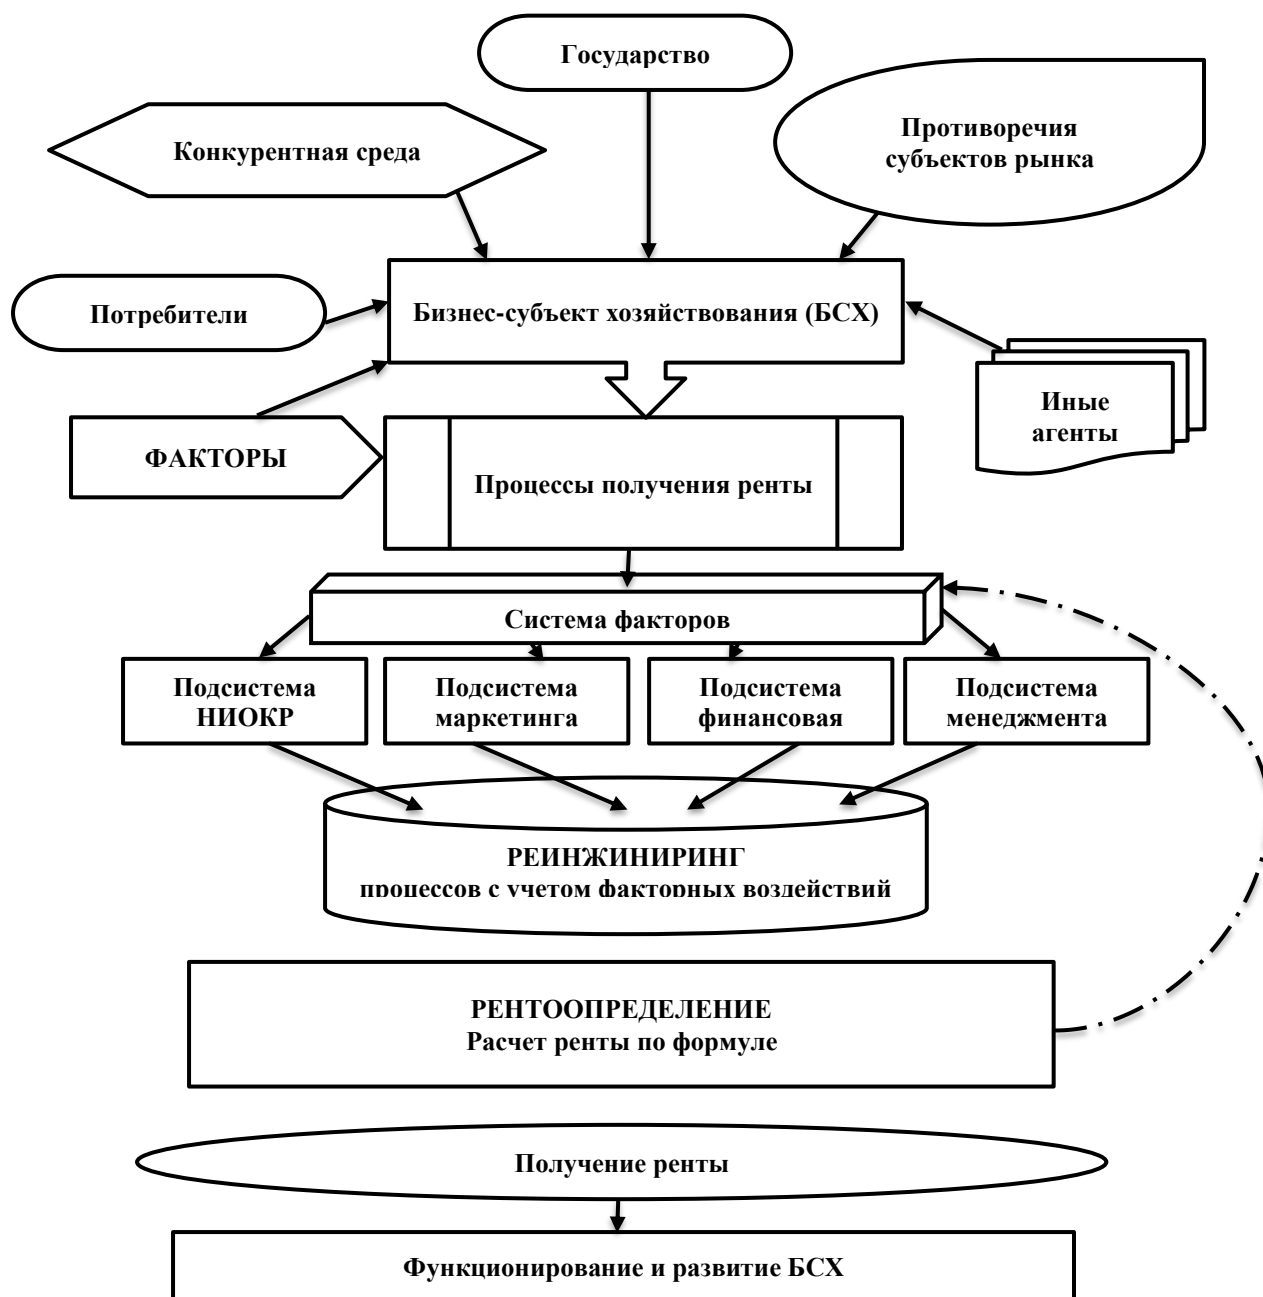 Государство
Конкурентная среда
Противоречия
субъектов рынка
Потребители
Бизнес-субъект хозяйствования (БСХ)
Иные
агенты
ФАКТОРЫ
Процессы получения ренты
Система факторов
Подсистема
НИОКР
Подсистема
маркетинга
Подсистема
финансовая
Подсистема
менеджмента
РЕИНЖИНИРИНГ
процессов с учетом факторных воздействий
РЕНТООПРЕДЕЛЕНИЕ
Расчет ренты по формуле
Получение ренты
Функционирование и развитие БСХ